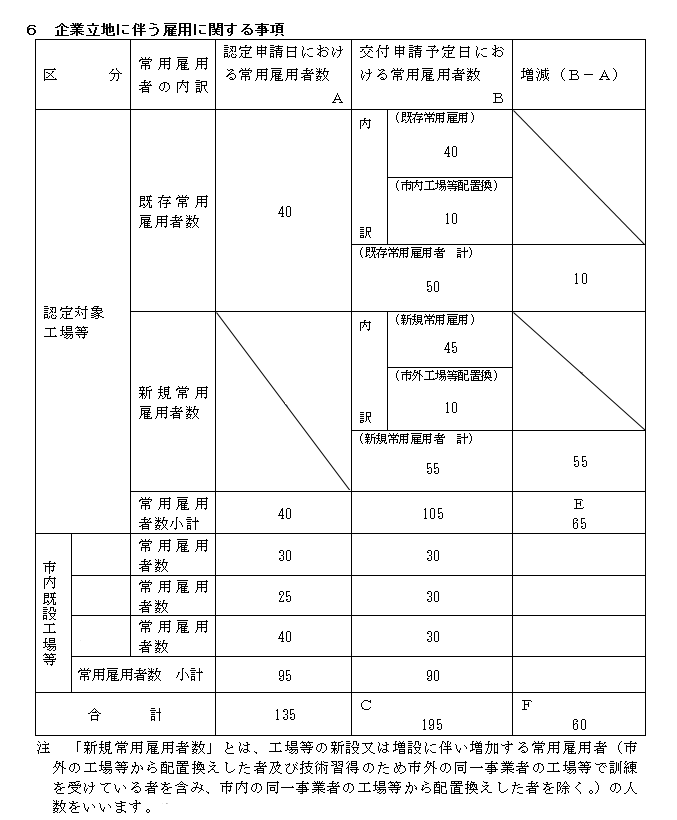 ６　企業立地に伴う雇用に関する事項
区　　　分
常用雇用
者の内訳
認定申請日におけ
る常用雇用者数
A
交付申請予定日にお
ける常用雇用者数
B
増減（Ｂ－Ａ）
認定対象
工場等
既存常用
雇用者数
40
内
訳
（既存常用雇用）
40
（市内工場等配置換）
10
（既存常用雇用者　計）
50
10
新規常用
雇用者数
内
訳
（新規常用雇用）
45
（市外工場等配置換）
10
（新規常用雇用者　計）
55
55
常用雇用
者数小計
40
105
E
65
市内既設工場等
常用雇用
者数
30
30
常用雇用
者数
25
30
常用雇用
者数
40
30
常用雇用者数　小計
95
90
合　　　計
135
C
195
F
60
注　「新規常用雇用者数」とは、工場等の新設又は増設に伴い増加する常用雇用者（市
外の工場等から配置換えした者及び技術習得のため市外の同一事業者の工場等で訓練
を受けている者を含み、市内の同一事業者の工場等から配置換えした者を除く。）の人
数をいいます。